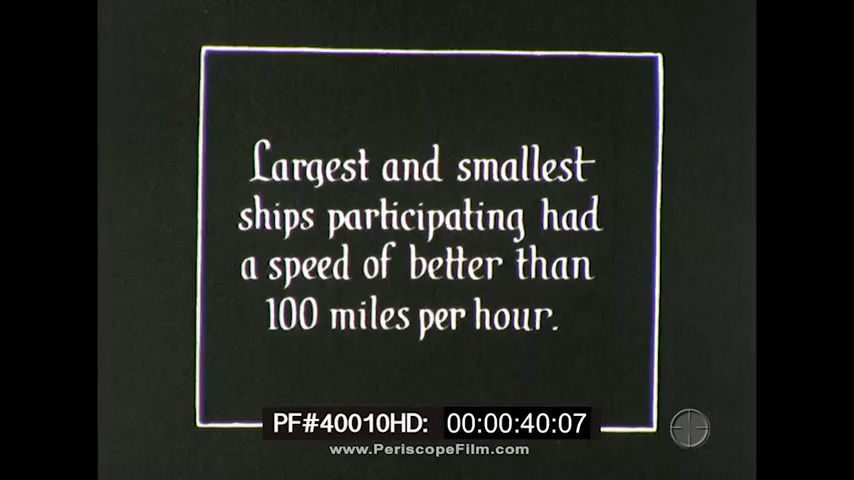 Largest and smallest
ships participating had
a speed of better than
100 miles per hour.
PF#40010HD: 00:00:40:07
www.PeriscopeFilm.com